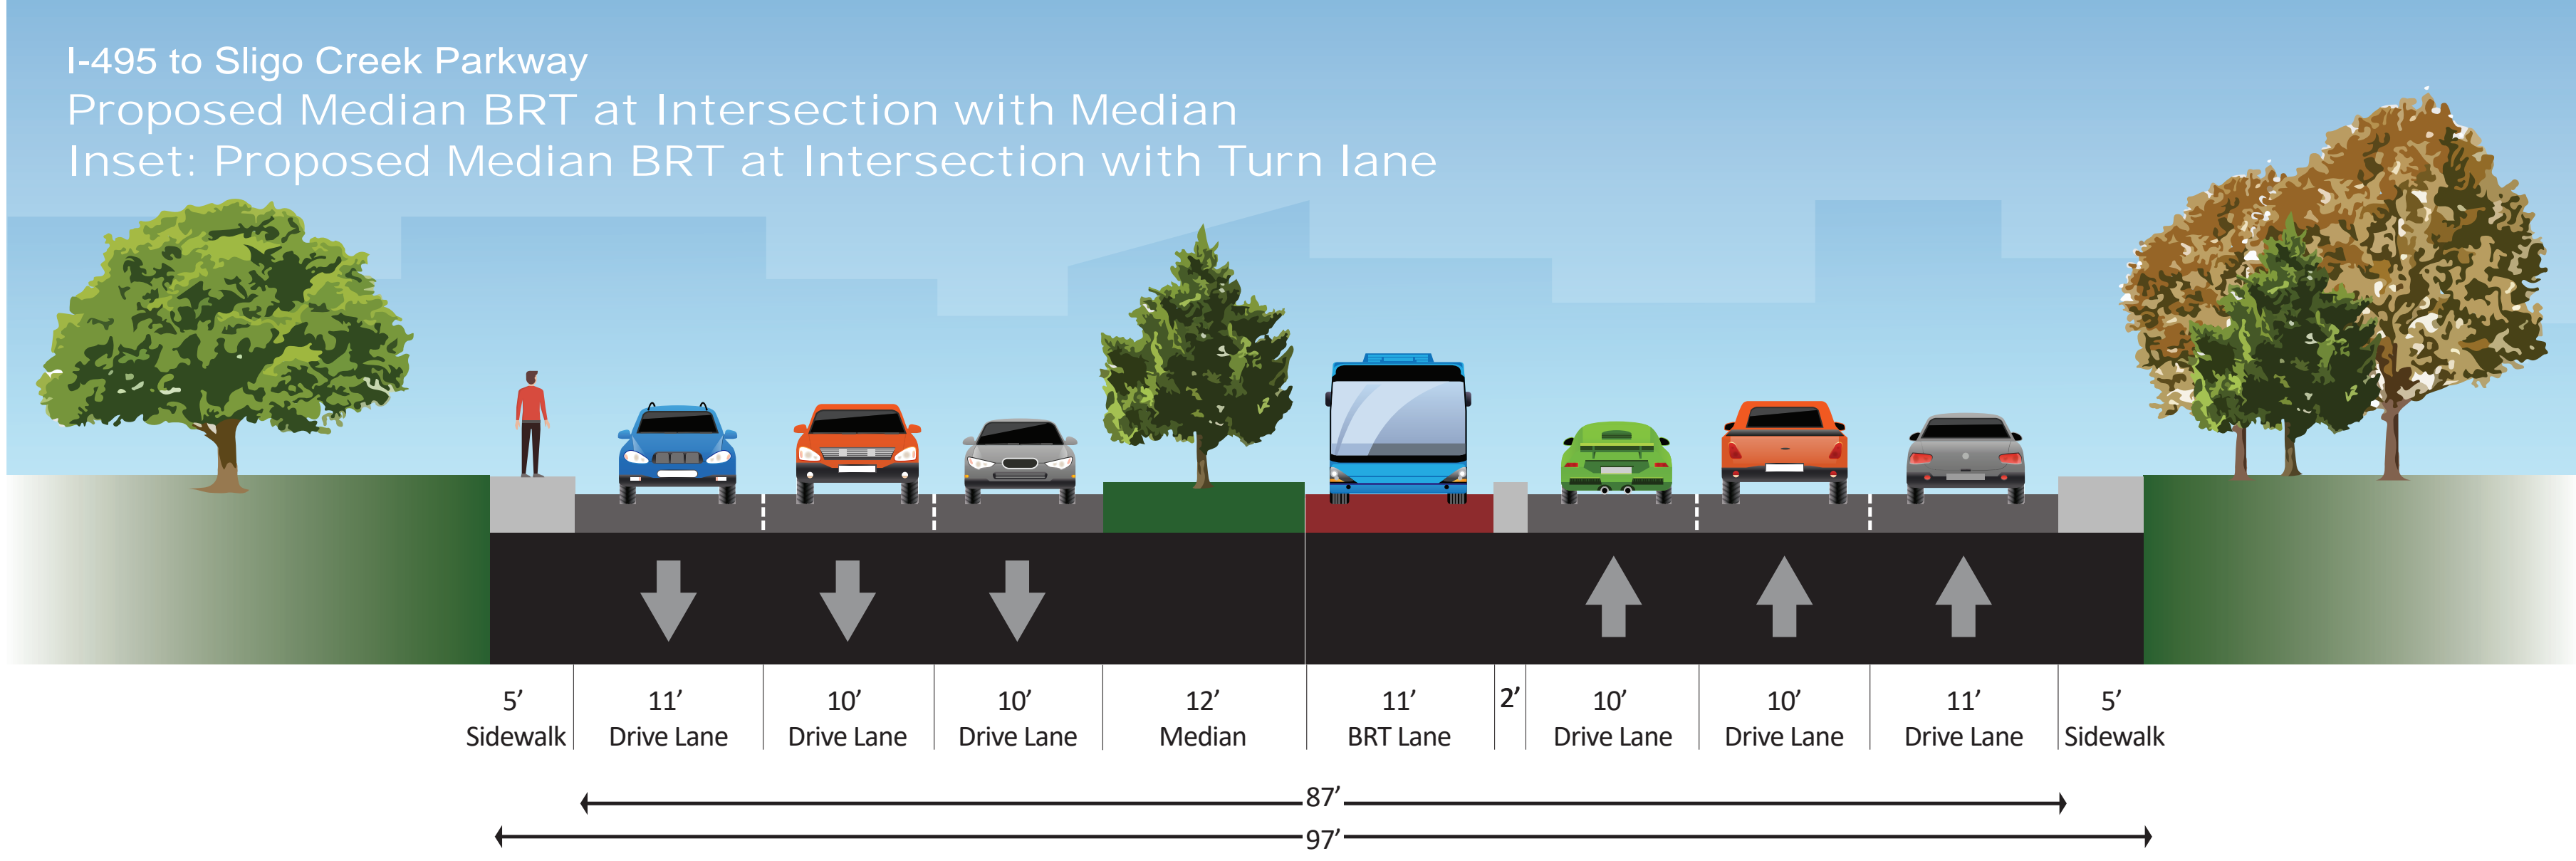 I-495 to Sligo Creek Parkway
Proposed Median BRT at Intersection with Median
Inset: Proposed Median BRT at Intersection with Turn lane
5’ 11’ 10’ 10’ 12’ 11’ 2’ 10’ 10’ 11’ 5’
Sidewalk Drive Lane Drive Lane Drive Lane Median BRT Lane Drive Lane Drive Lane Drive Lane Sidewalk
87’
97’